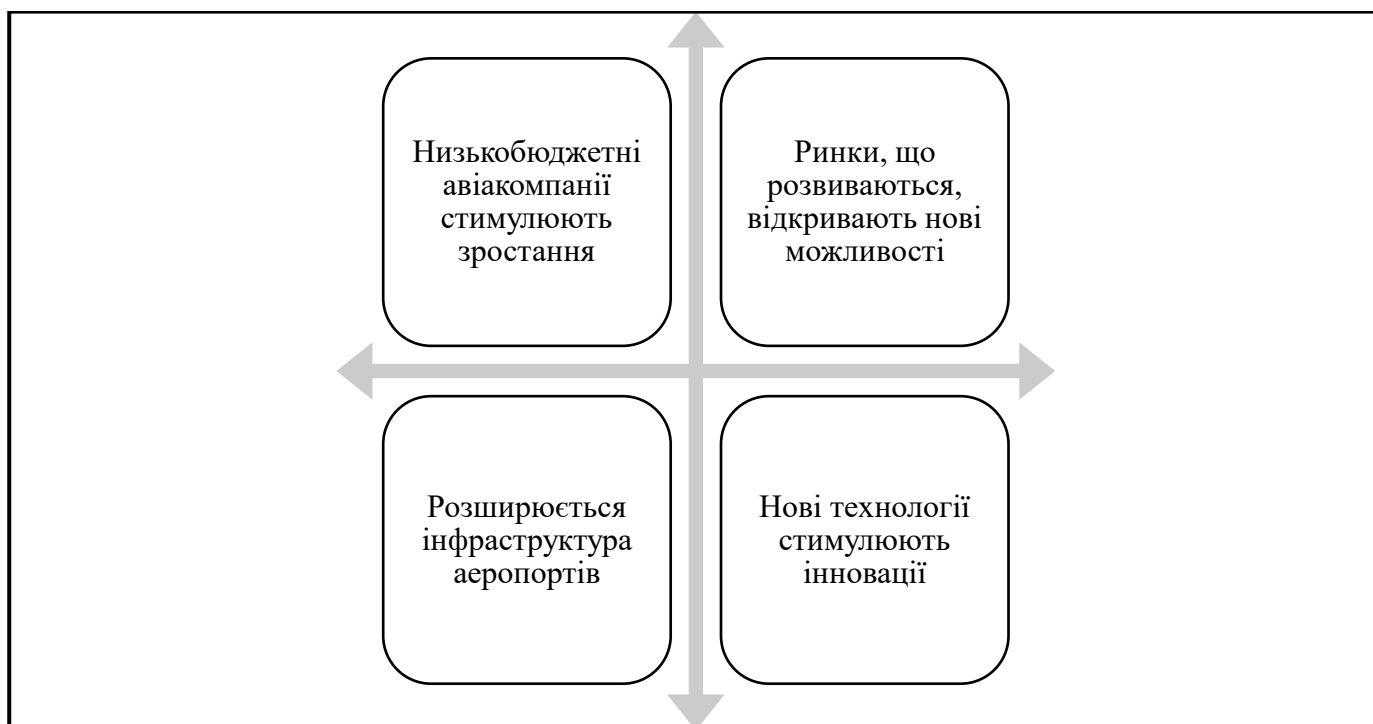 Низькобюджетні
авіакомпанії
стимулюють
зростання
Ринки, що
розвиваються,
відкривають нові
можливості
Розширюється
інфраструктура
аеропортів
Нові технології
стимулюють
інновації